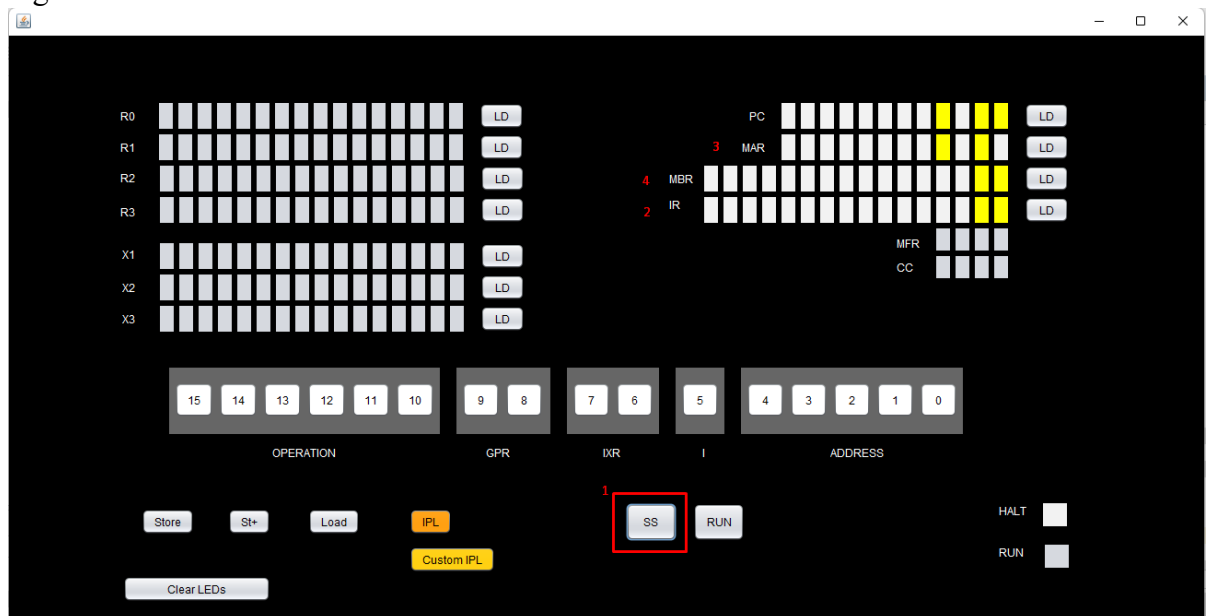 R0 LD PC LD
R1 LD 3 MAR LD
R2 LD 4 MBR LD
R3 LD 2 IR LD
MFR
X1 LD CC
X2 LD
X3 LD
15 14 13 12 11 10 9 8 7 6 5 4 3 2 1 0
OPERATION GPR IXR I ADDRESS
1
Store St+ Load IPL SS RUN HALT
Custom IPL RUN
Clear LEDs